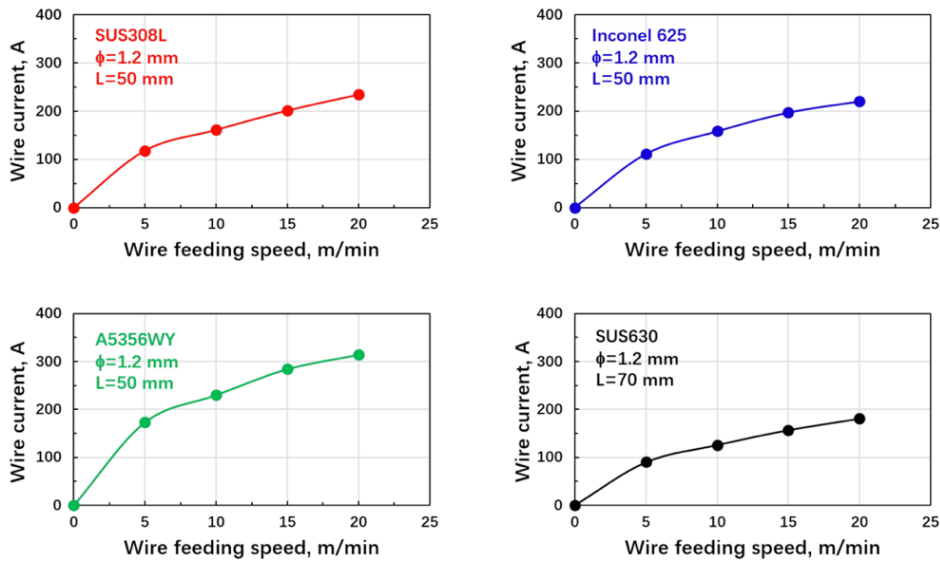 SUS308L
ϕ=1.2 mm
L=50 mm
Wire current, A
400
300
200
100
0
0 5 10 15 20 25
Wire feeding speed, m/min
Inconel 625
ϕ=1.2 mm
L=50 mm
Wire current, A
400
300
200
100
0
0 5 10 15 20 25
Wire feeding speed, m/min
A5356WY
ϕ=1.2 mm
L=50 mm
Wire current, A
400
300
200
100
0
0 5 10 15 20 25
Wire feeding speed, m/min
SUS630
ϕ=1.2 mm
L=70 mm
Wire current, A
400
300
200
100
0
0 5 10 15 20 25
Wire feeding speed, m/min